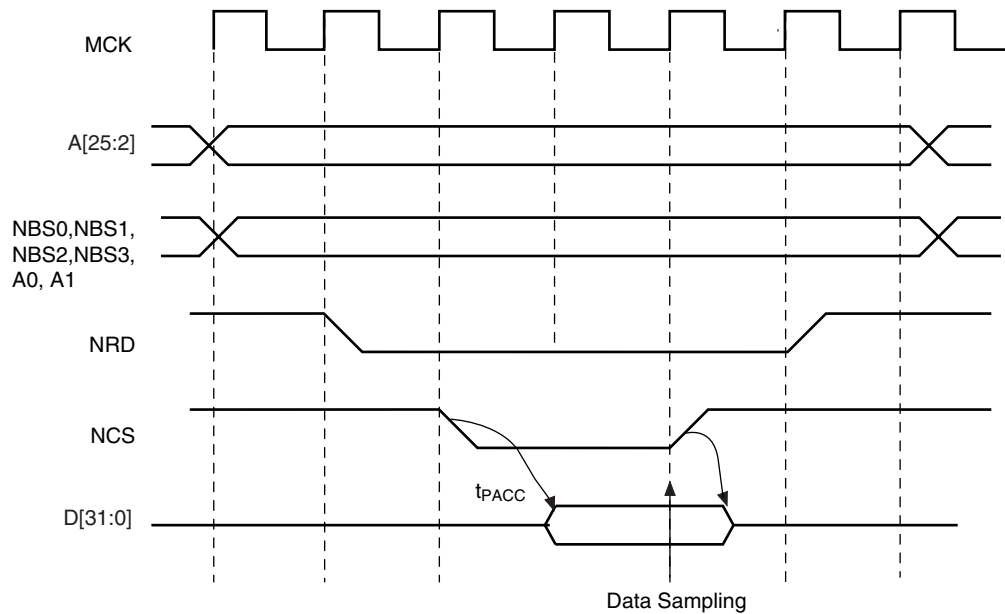 MCK
A[25:2]
NBS0,NBS1,
NBS2,NBS3,
A0, A1
NRD
NCS
tPACC
D[31:0]
Data Sampling